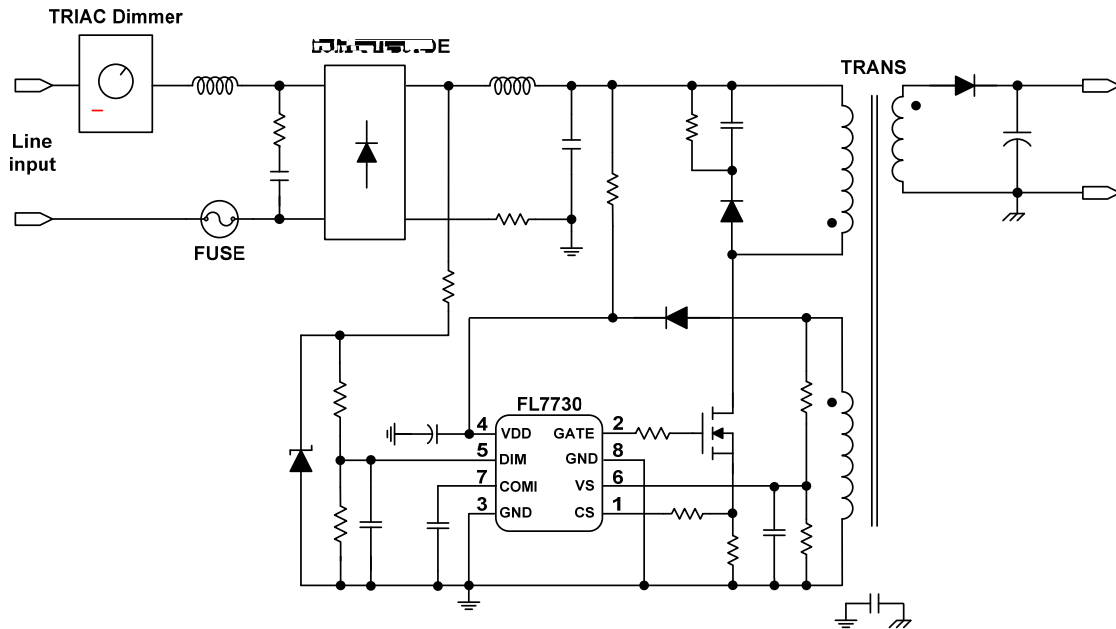 TRIAC Dimmer
TRANS
Line
input
FUSE
FL7730
4 VDD GATE 2
5 DIM GND 8
7 COMI VS 6
3 GND CS 1